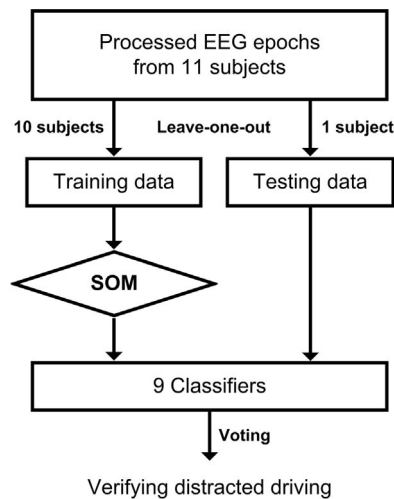 Processed EEG epochs
from 11 subjects
10 subjects Leave-one-out 1 subject
Training data Testing data
SOM
9 Classifiers
Voting
Verifying distracted driving